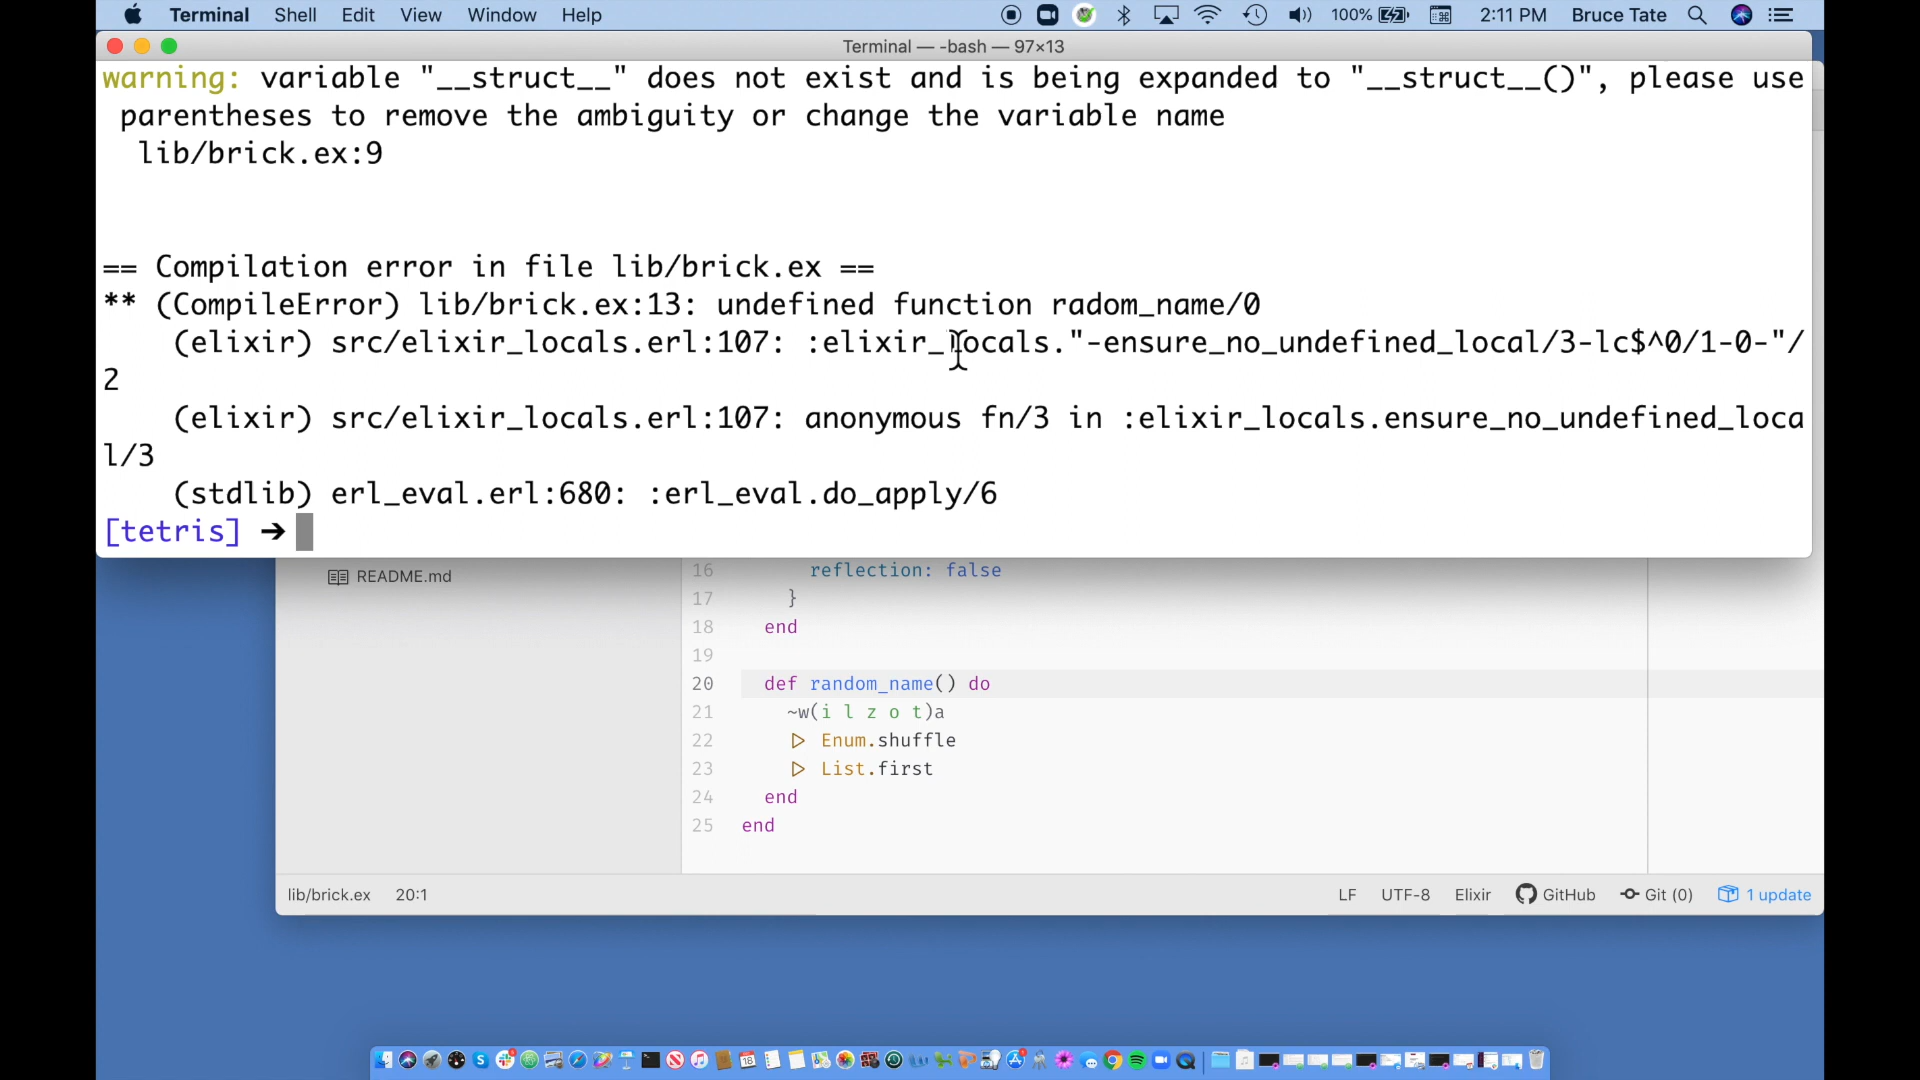 Terminal Shell Edit View Window Help 100% 2:11 PM Bruce Tate
Terminal — -bash — 97×13
warning: variable "__struct__" does not exist and is being expanded to "__struct__()", please use
parentheses to remove the ambiguity or change the variable name
lib/brick.ex:9
== Compilation error in file lib/brick.ex ==
** (CompileError) lib/brick.ex:13: undefined function radom_name/0
(elixir) src/elixir_locals.erl:107: :elixir_locals."-ensure_no_undefined_local/3-lc$^0/1-0-"/
2
(elixir) src/elixir_locals.erl:107: anonymous fn/3 in :elixir_locals.ensure_no_undefined_loca
l/3
(stdlib) erl_eval.erl:680: :erl_eval.do_apply/6
[tetris] ➔
README.md
16 reflection: false
17 }
18 end
19
20 def random_name() do
21 ~w(i l z o t)a
22 ▷ Enum.shuffle
23 ▷ List.first
24 end
25 end
lib/brick.ex 20:1 LF UTF-8 Elixir GitHub Git (0) 1 update